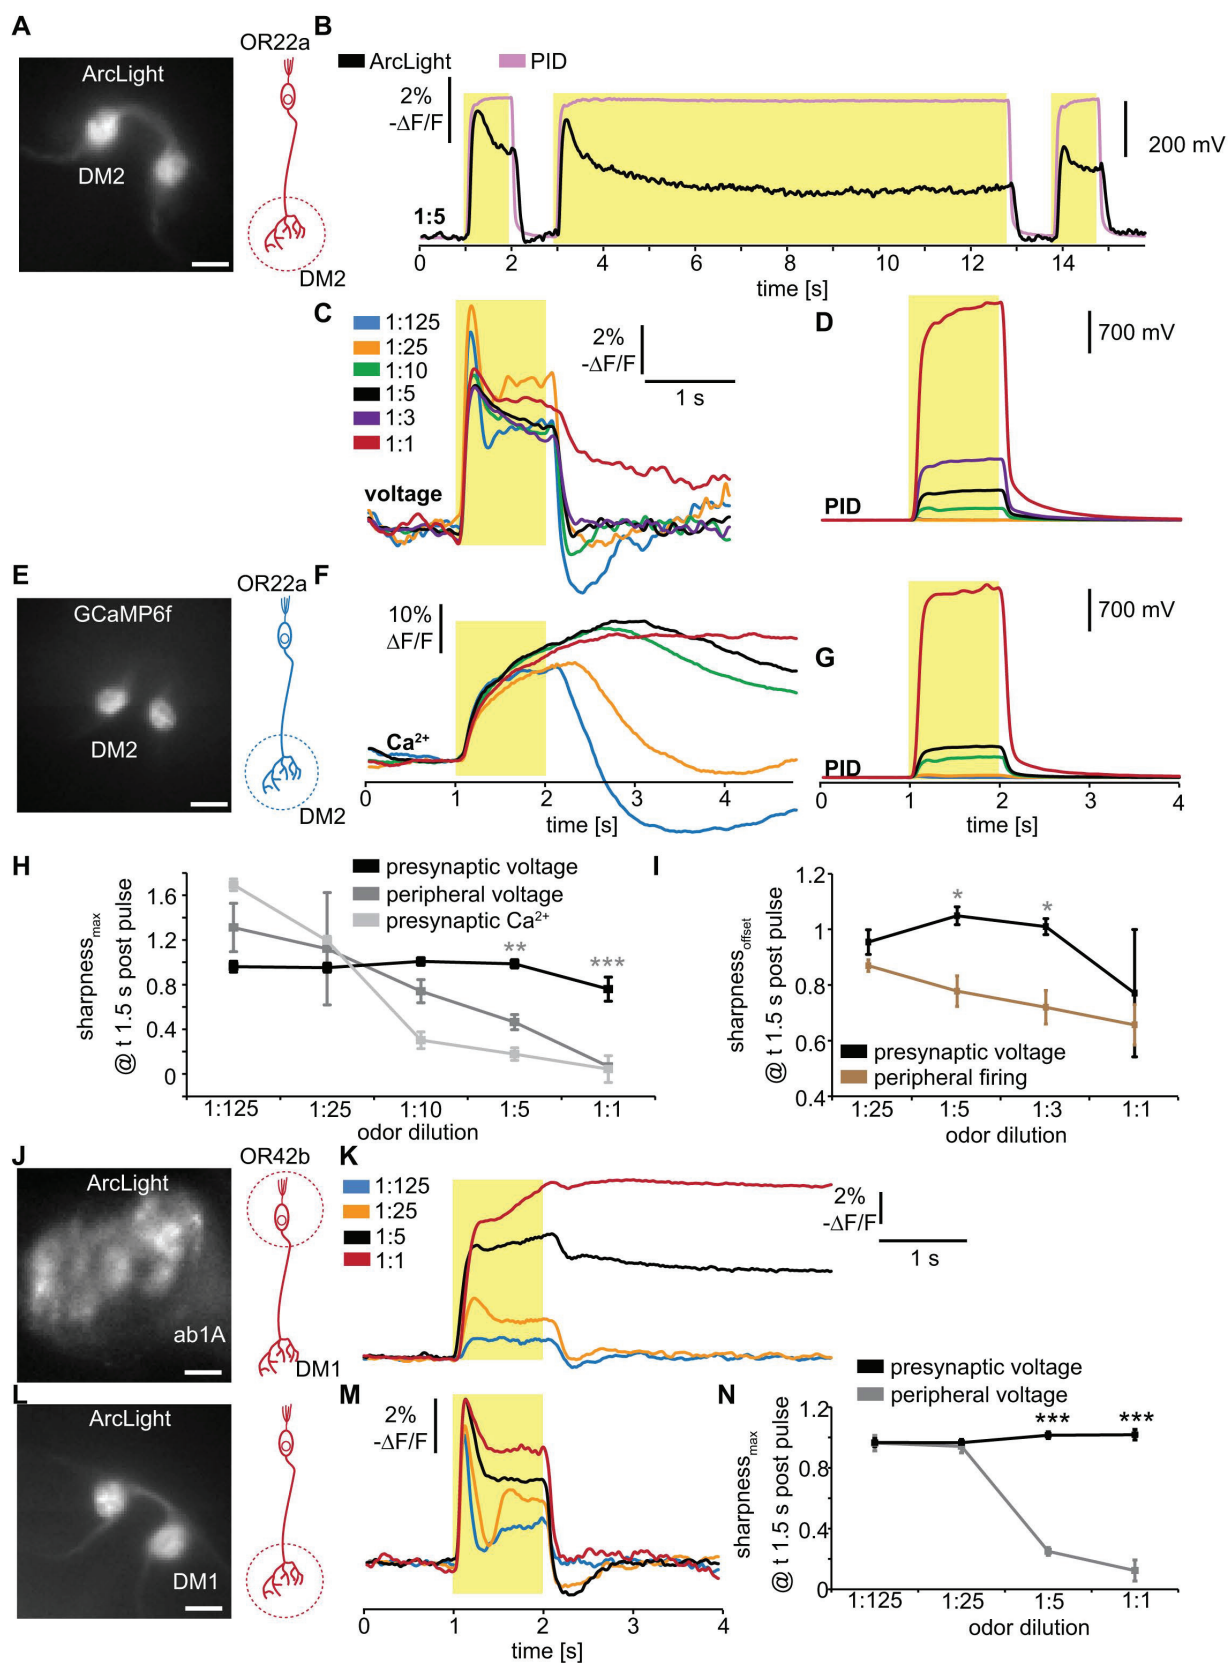 A
ArcLight
DM2
OR22a
DM2
B
ArcLight
PID
2%
-ΔF/F
200 mV
1:5
0 2 4 6 8 10 12 14
time [s]
C
1:125
1:25
1:10
1:5
1:3
1:1
2%
-ΔF/F
1 s
voltage
D
700 mV
PID
E
GCaMP6f
DM2
OR22a
DM2
F
10%
ΔF/F
Ca²⁺
0 1 2 3 4
time [s]
G
700 mV
PID
0 1 2 3 4
time [s]
H
presynaptic voltage
peripheral voltage
presynaptic Ca²⁺
sharpness max
@ t 1.5 s post pulse
1.6
1.2
0.8
0.4
0
**
***
1:125 1:25 1:10 1:5 1:1
odor dilution
I
sharpness offset
@ t 1.5 s post pulse
1.2
1
0.8
0.6
0.4
*
*
presynaptic voltage
peripheral firing
1:25 1:5 1:3 1:1
odor dilution
J
ArcLight
ab1A
OR42b
DM1
K
1:125
1:25
1:5
1:1
2%
-ΔF/F
1 s
L
ArcLight
DM1
M
2%
-ΔF/F
0 1 2 3 4
time [s]
N
presynaptic voltage
peripheral voltage
sharpness max
@ t 1.5 s post pulse
1.2
0.8
0.4
0
***
***
1:125 1:25 1:5 1:1
odor dilution